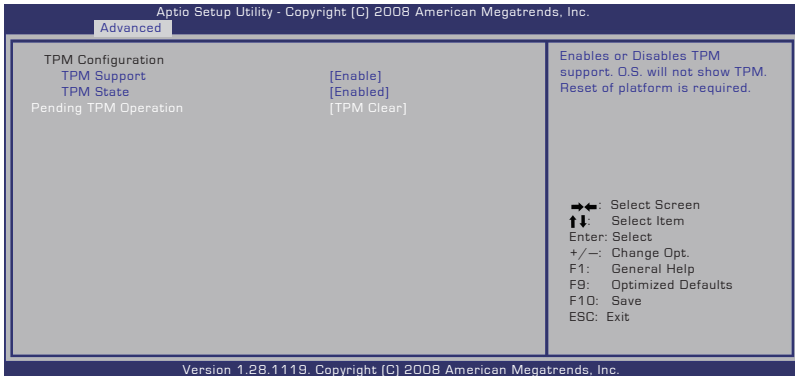 Aptio Setup Utility - Copyright (C) 2008 American Megatrends, Inc.
Advanced
TPM Configuration
TPM Support [Enable]
TPM State [Enabled]
Pending TPM Operation [TPM Clear]
Enables or Disables TPM
support. O.S. will not show TPM.
Reset of platform is required.
→←: Select Screen
↑↓: Select Item
Enter: Select
+/–: Change Opt.
F1: General Help
F9: Optimized Defaults
F10: Save
ESC: Exit
Version 1.28.1119. Copyright (C) 2008 American Megatrends, Inc.